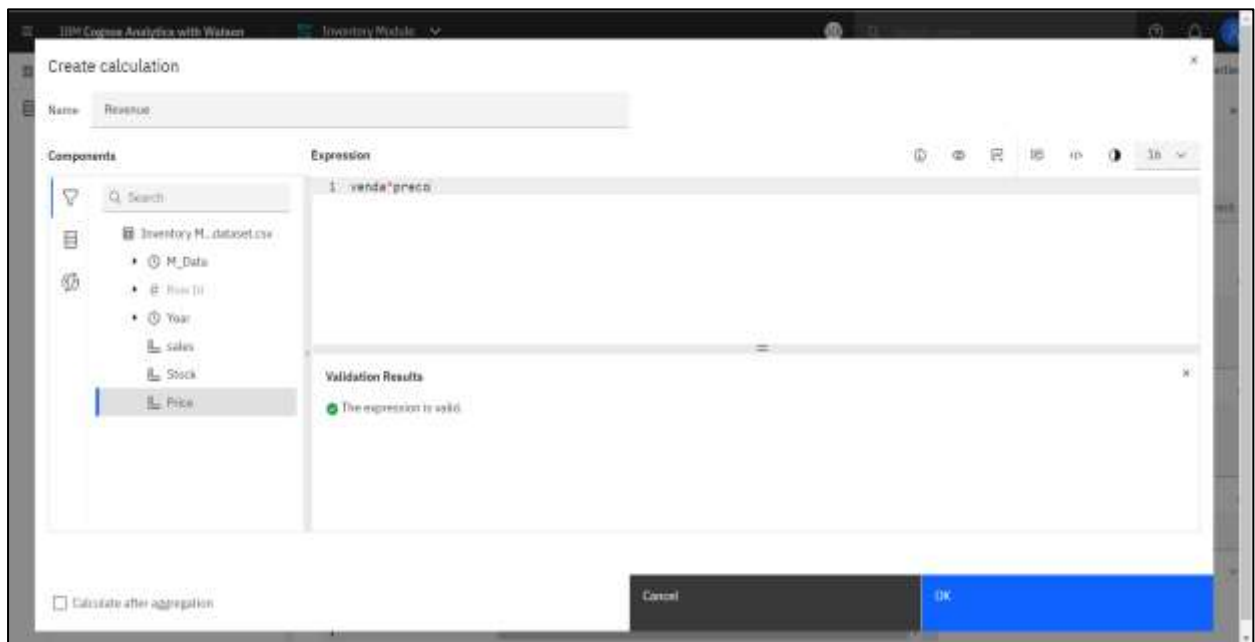 IBM Cognos Analytics with Watson
Inventory Module
Create calculation
Name
Revenue
Components
Expression
16
Search
1 venda*preco
Inventory M...dataset.csv
M_Data
# Row Id
Year
sales
Stock
Price
Validation Results
The expression is valid.
Calculate after aggregation
Cancel
OK